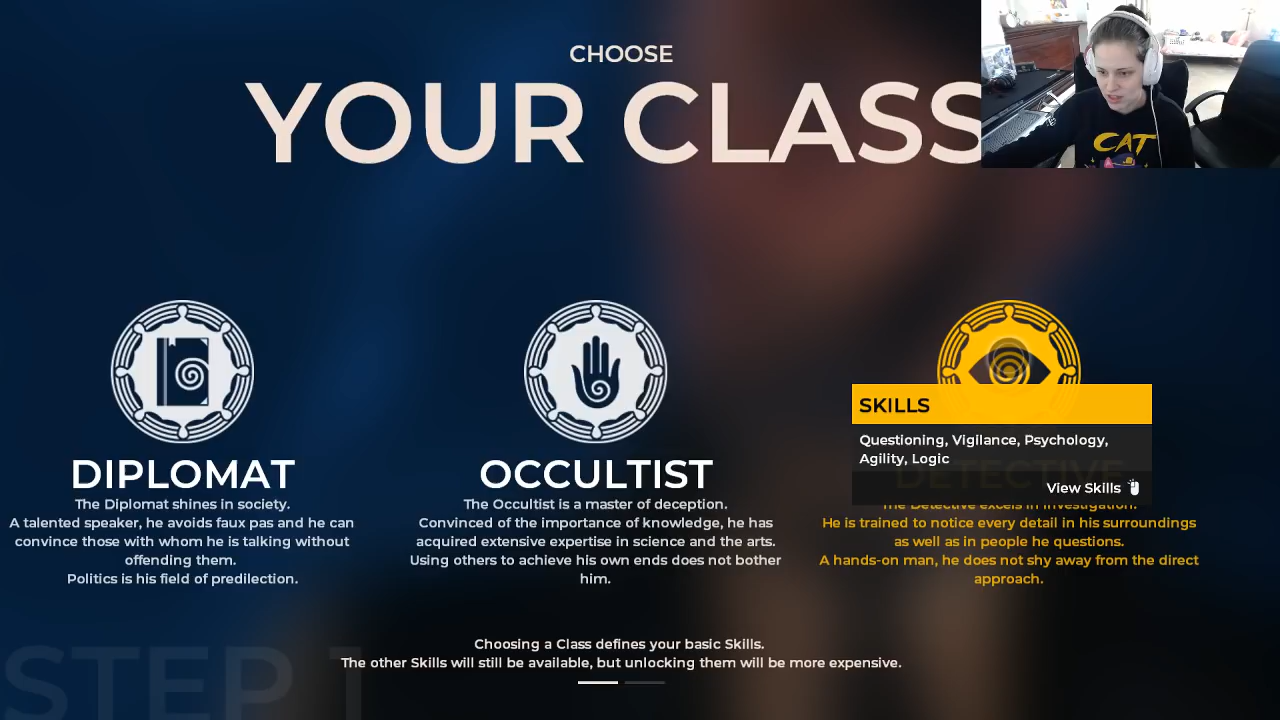 CHOOSE
YOUR CLASS
CAT
SKILLS
Questioning, Vigilance, Psychology,
Agility, Logic
View Skills
DIPLOMAT
The Diplomat shines in society.
A talented speaker, he avoids faux pas and he can
convince those with whom he is talking without
offending them.
Politics is his field of predilection.
OCCULTIST
The Occultist is a master of deception.
Convinced of the importance of knowledge, he has
acquired extensive expertise in science and the arts.
Using others to achieve his own ends does not bother
him.
DETECTIVE
The Detective excels in investigation.
He is trained to notice every detail in his surroundings
as well as in people he questions.
A hands-on man, he does not shy away from the direct
approach.
Choosing a Class defines your basic Skills.
The other Skills will still be available, but unlocking them will be more expensive.
STEP 1